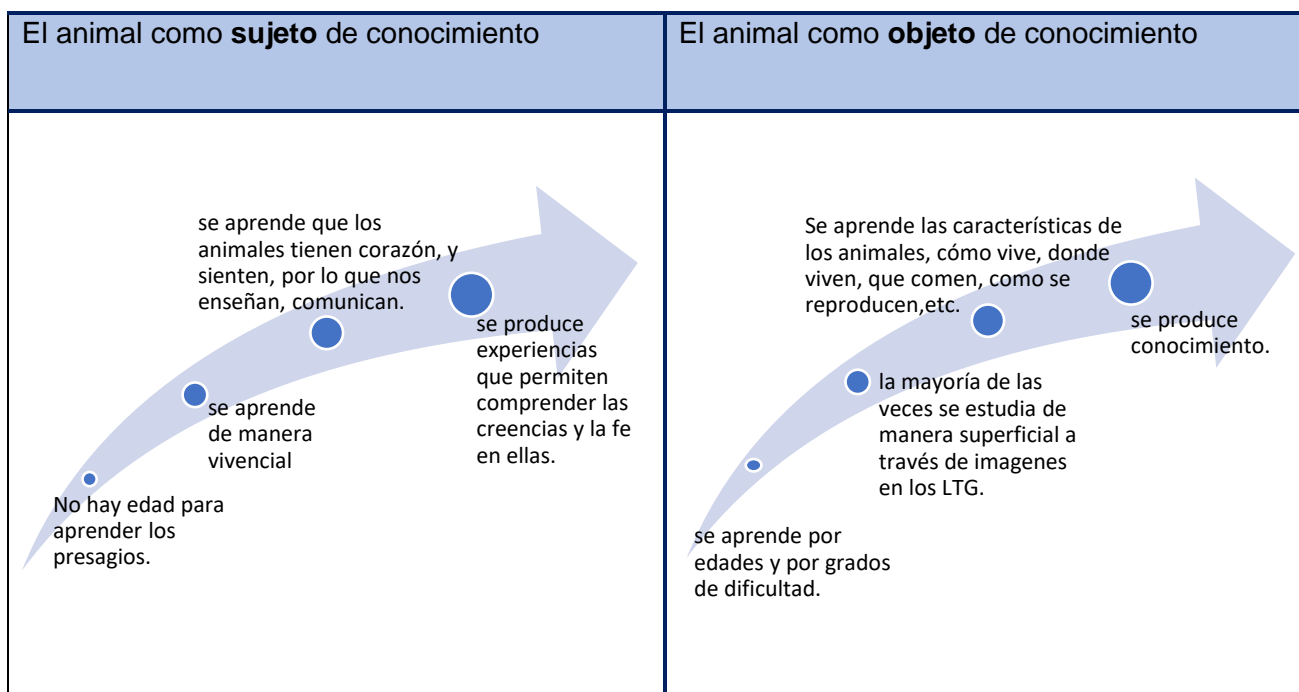 El animal como sujeto de conocimiento
El animal como objeto de conocimiento
se aprende que los
animales tienen corazón, y
sienten, por lo que nos
enseñan, comunican.
se produce
experiencias
que permiten
comprender las
creencias y la fe
en ellas.
se aprende
de manera
vivencial
No hay edad para
aprender los
presagios.
Se aprende las características de
los animales, cómo vive, donde
viven, que comen, como se
reproducen,etc.
se produce
conocimiento.
la mayoría de las
veces se estudia de
manera superficial a
través de imagenes
en los LTG.
se aprende por
edades y por grados
de dificultad.